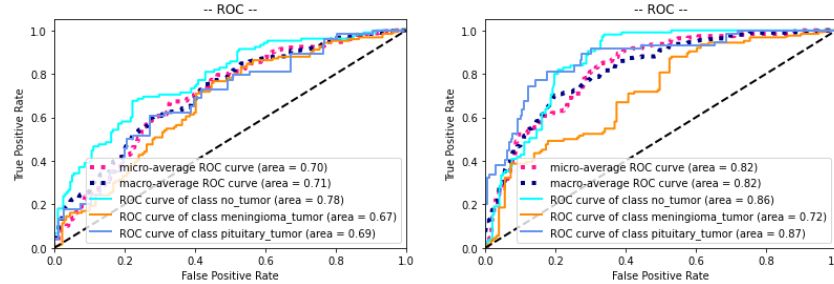 -- ROC --
1.0
0.8
0.6
0.4
0.2
0.0
True Positive Rate
micro-average ROC curve (area = 0.70)
macro-average ROC curve (area = 0.71)
ROC curve of class no_tumor (area = 0.78)
ROC curve of class meningioma_tumor (area = 0.67)
ROC curve of class pituitary_tumor (area = 0.69)
0.0 0.2 0.4 0.6 0.8 1.0
False Positive Rate
-- ROC --
1.0
0.8
0.6
0.4
0.2
0.0
True Positive Rate
micro-average ROC curve (area = 0.82)
macro-average ROC curve (area = 0.82)
ROC curve of class no_tumor (area = 0.86)
ROC curve of class meningioma_tumor (area = 0.72)
ROC curve of class pituitary_tumor (area = 0.87)
0.0 0.2 0.4 0.6 0.8
False Positive Rate